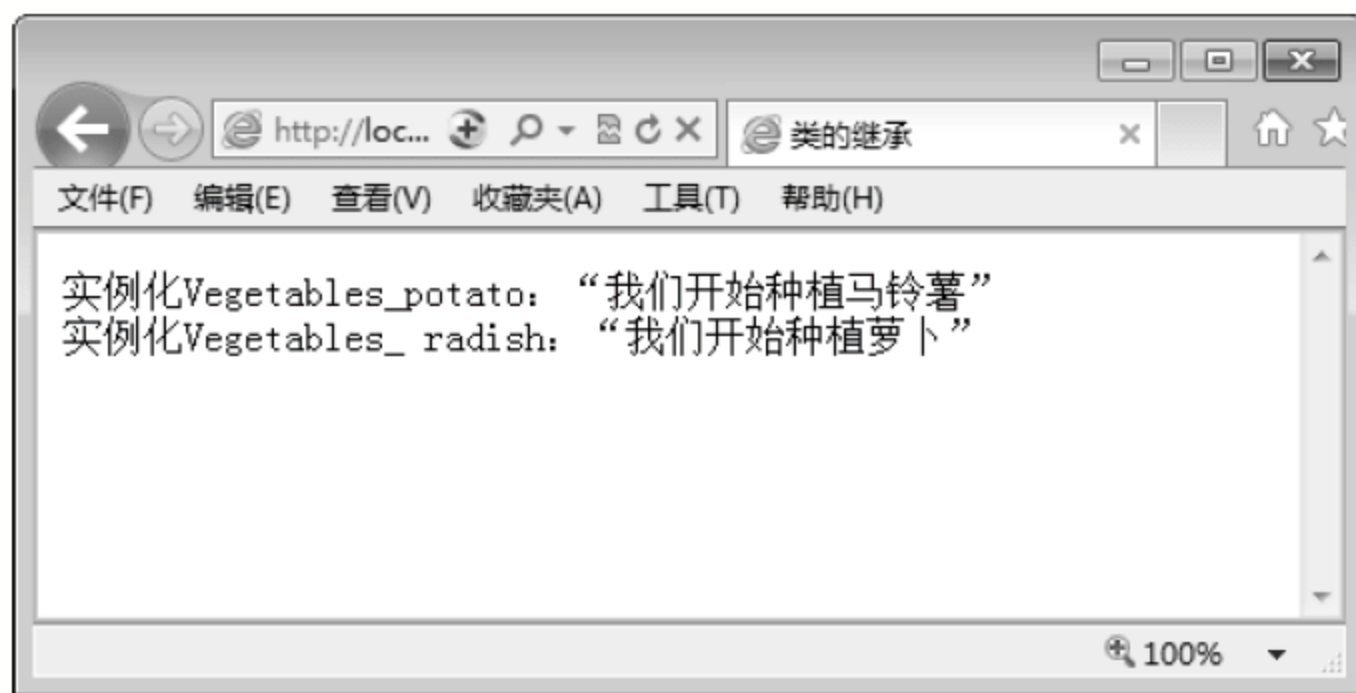 http://loc...
类的继承
文件(F) 编辑(E) 查看(V) 收藏夹(A) 工具(T) 帮助(H)
实例化Vegetables_potato：“我们开始种植马铃薯”
实例化Vegetables_ radish：“我们开始种植萝卜”
100%